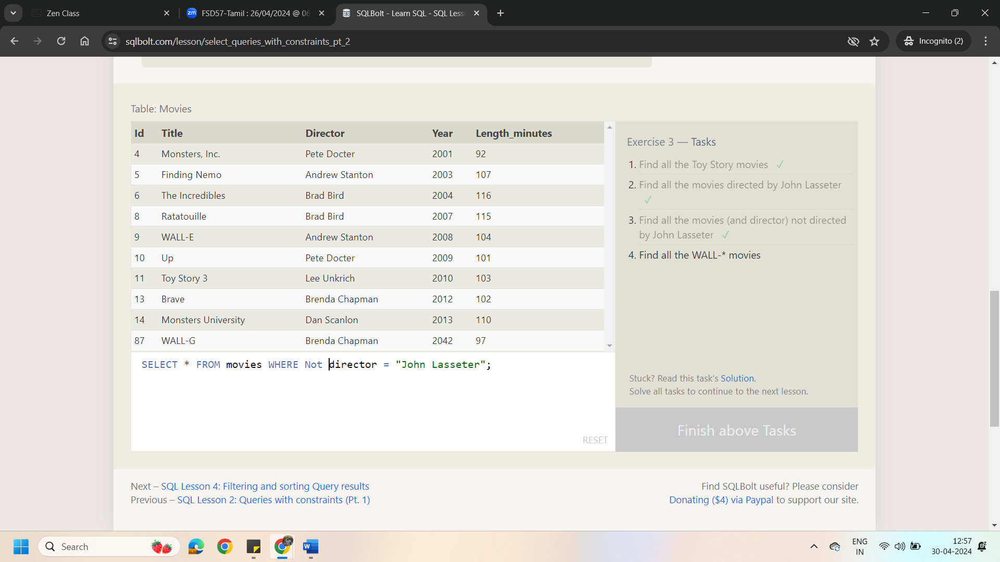 Zen Class
zm FSD57-Tamil : 26/04/2024 @ 06
SQLBolt - Learn SQL - SQL Less
sqlbolt.com/lesson/select_queries_with_constraints_pt_2
Incognito (2)
Table: Movies
Id Title Director Year Length_minutes
4 Monsters, Inc. Pete Docter 2001 92
5 Finding Nemo Andrew Stanton 2003 107
6 The Incredibles Brad Bird 2004 116
8 Ratatouille Brad Bird 2007 115
9 WALL-E Andrew Stanton 2008 104
10 Up Pete Docter 2009 101
11 Toy Story 3 Lee Unkrich 2010 103
13 Brave Brenda Chapman 2012 102
14 Monsters University Dan Scanlon 2013 110
87 WALL-G Brenda Chapman 2042 97
SELECT * FROM movies WHERE Not director = "John Lasseter";
RESET
Exercise 3 — Tasks
1. Find all the Toy Story movies ✓
2. Find all the movies directed by John Lasseter
✓
3. Find all the movies (and director) not directed
by John Lasseter ✓
4. Find all the WALL-* movies
Stuck? Read this task's Solution.
Solve all tasks to continue to the next lesson.
Finish above Tasks
Next – SQL Lesson 4: Filtering and sorting Query results
Previous – SQL Lesson 2: Queries with constraints (Pt. 1)
Find SQLBolt useful? Please consider
Donating ($4) via Paypal to support our site.
Search
ENG
IN
12:57
30-04-2024